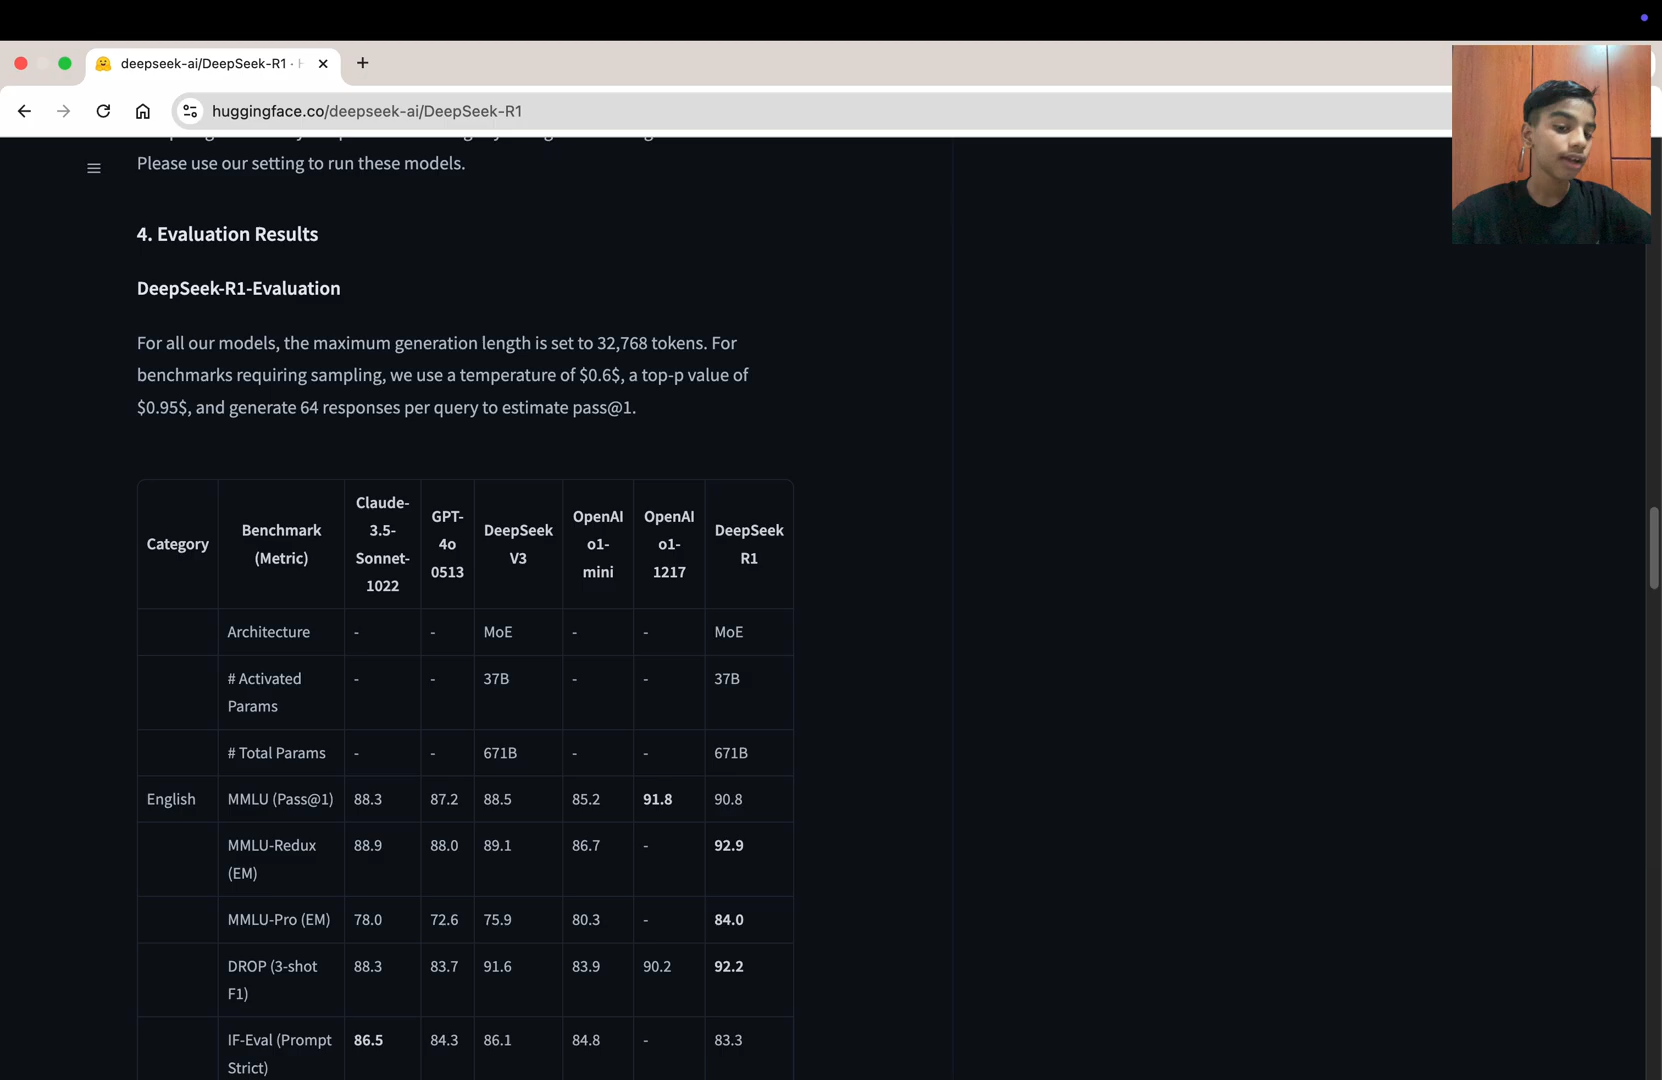 deepseek-ai/DeepSeek-R1 ·
huggingface.co/deepseek-ai/DeepSeek-R1
Please use our setting to run these models.
4. Evaluation Results
DeepSeek-R1-Evaluation
For all our models, the maximum generation length is set to 32,768 tokens. For
benchmarks requiring sampling, we use a temperature of $0.6$, a top-p value of
$0.95$, and generate 64 responses per query to estimate pass@1.
Category Benchmark (Metric) Claude-3.5-Sonnet-1022 GPT-4o 0513 DeepSeek V3 OpenAI o1-mini OpenAI o1-1217 DeepSeek R1
Architecture - - MoE - - MoE
# Activated Params - - 37B - - 37B
# Total Params - - 671B - - 671B
English MMLU (Pass@1) 88.3 87.2 88.5 85.2 91.8 90.8
MMLU-Redux (EM) 88.9 88.0 89.1 86.7 - 92.9
MMLU-Pro (EM) 78.0 72.6 75.9 80.3 - 84.0
DROP (3-shot F1) 88.3 83.7 91.6 83.9 90.2 92.2
IF-Eval (Prompt Strict) 86.5 84.3 86.1 84.8 - 83.3